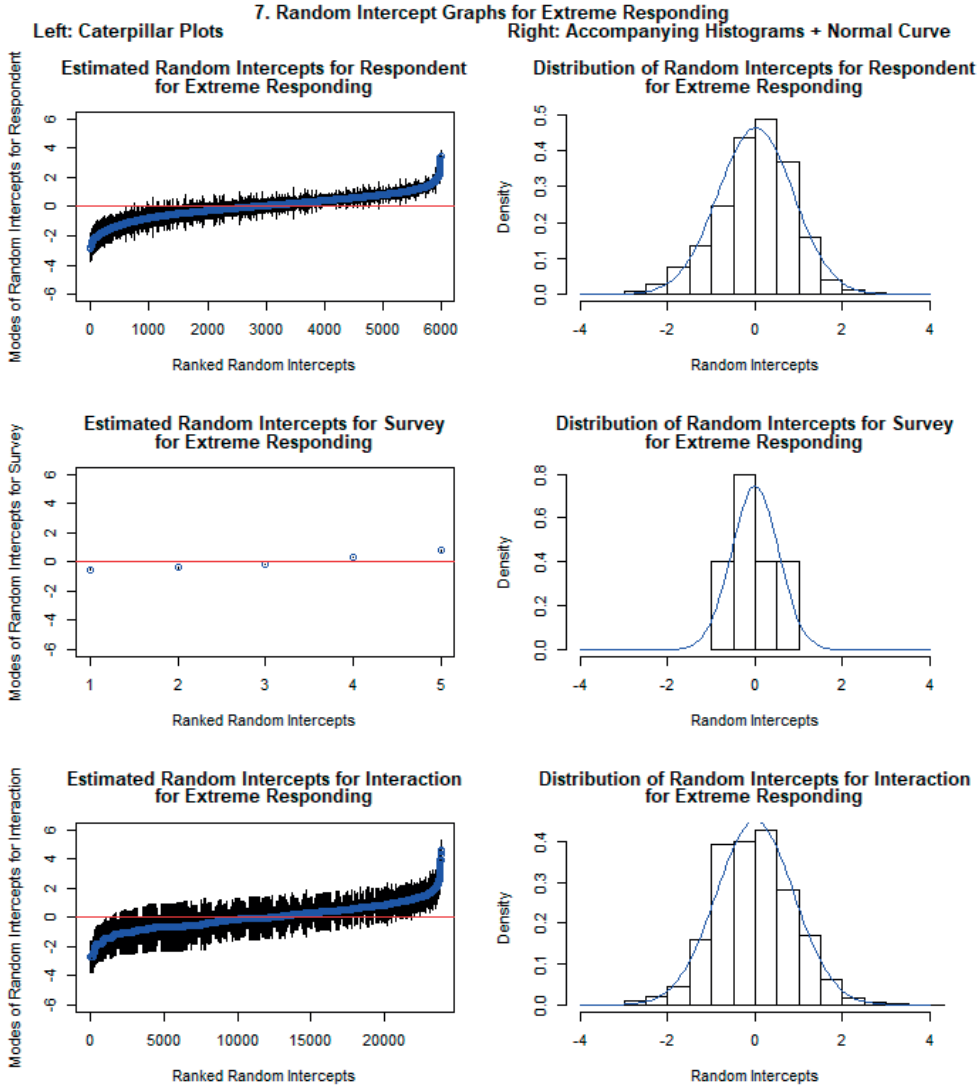 7. Random Intercept Graphs for Extreme Responding
Left: Caterpillar Plots
Right: Accompanying Histograms + Normal Curve
Estimated Random Intercepts for Respondent
for Extreme Responding
Modes of Random Intercepts for Respondent
6
4
2
0
-2
-4
-6
0 1000 2000 3000 4000 5000 6000
Ranked Random Intercepts
Distribution of Random Intercepts for Respondent
for Extreme Responding
Density
0.5
0.4
0.3
0.2
0.1
0.0
-4 -2 0 2 4
Random Intercepts
Estimated Random Intercepts for Survey
for Extreme Responding
Modes of Random Intercepts for Survey
6
4
2
0
-2
-4
-6
1 2 3 4 5
Ranked Random Intercepts
Distribution of Random Intercepts for Survey
for Extreme Responding
Density
0.8
0.6
0.4
0.2
0.0
-4 -2 0 2 4
Random Intercepts
Estimated Random Intercepts for Interaction
for Extreme Responding
Modes of Random Intercepts for Interaction
6
4
2
0
-2
-4
-6
0 5000 10000 15000 20000
Ranked Random Intercepts
Distribution of Random Intercepts for Interaction
for Extreme Responding
Density
0.4
0.3
0.2
0.1
0.0
-4 -2 0 2 4
Random Intercepts